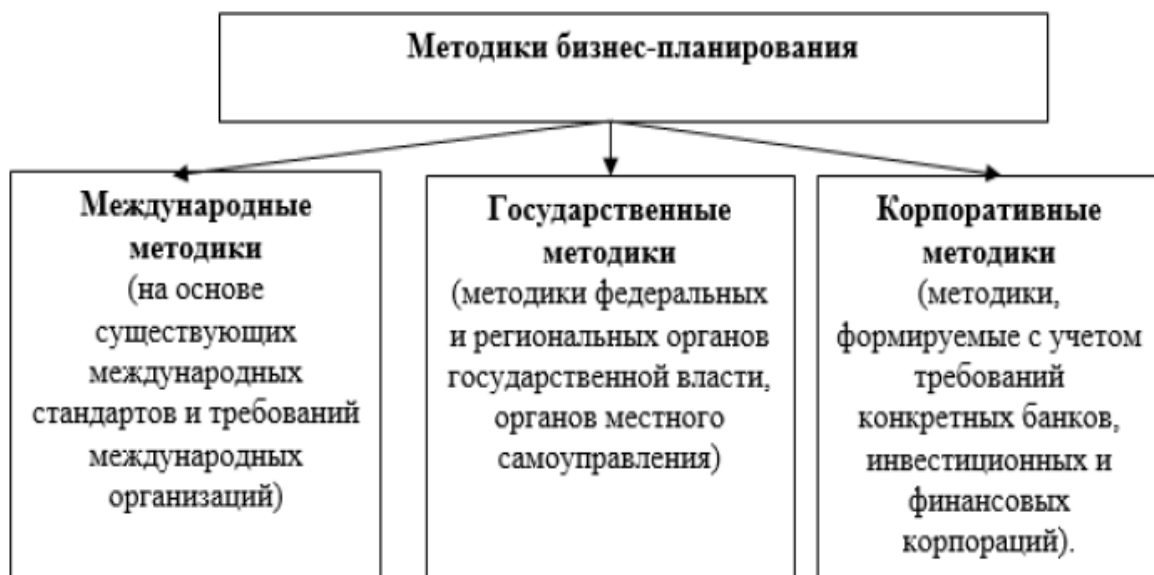 Методики бизнес-планирования
Международные
методики
(на основе
существующих
международных
стандартов и требований
международных
организаций)
Государственные
методики
(методики федеральных
и региональных органов
государственной власти,
органов местного
самоуправления)
Корпоративные
методики
(методики,
формируемые с учетом
требований
конкретных банков,
инвестиционных и
финансовых
корпораций).